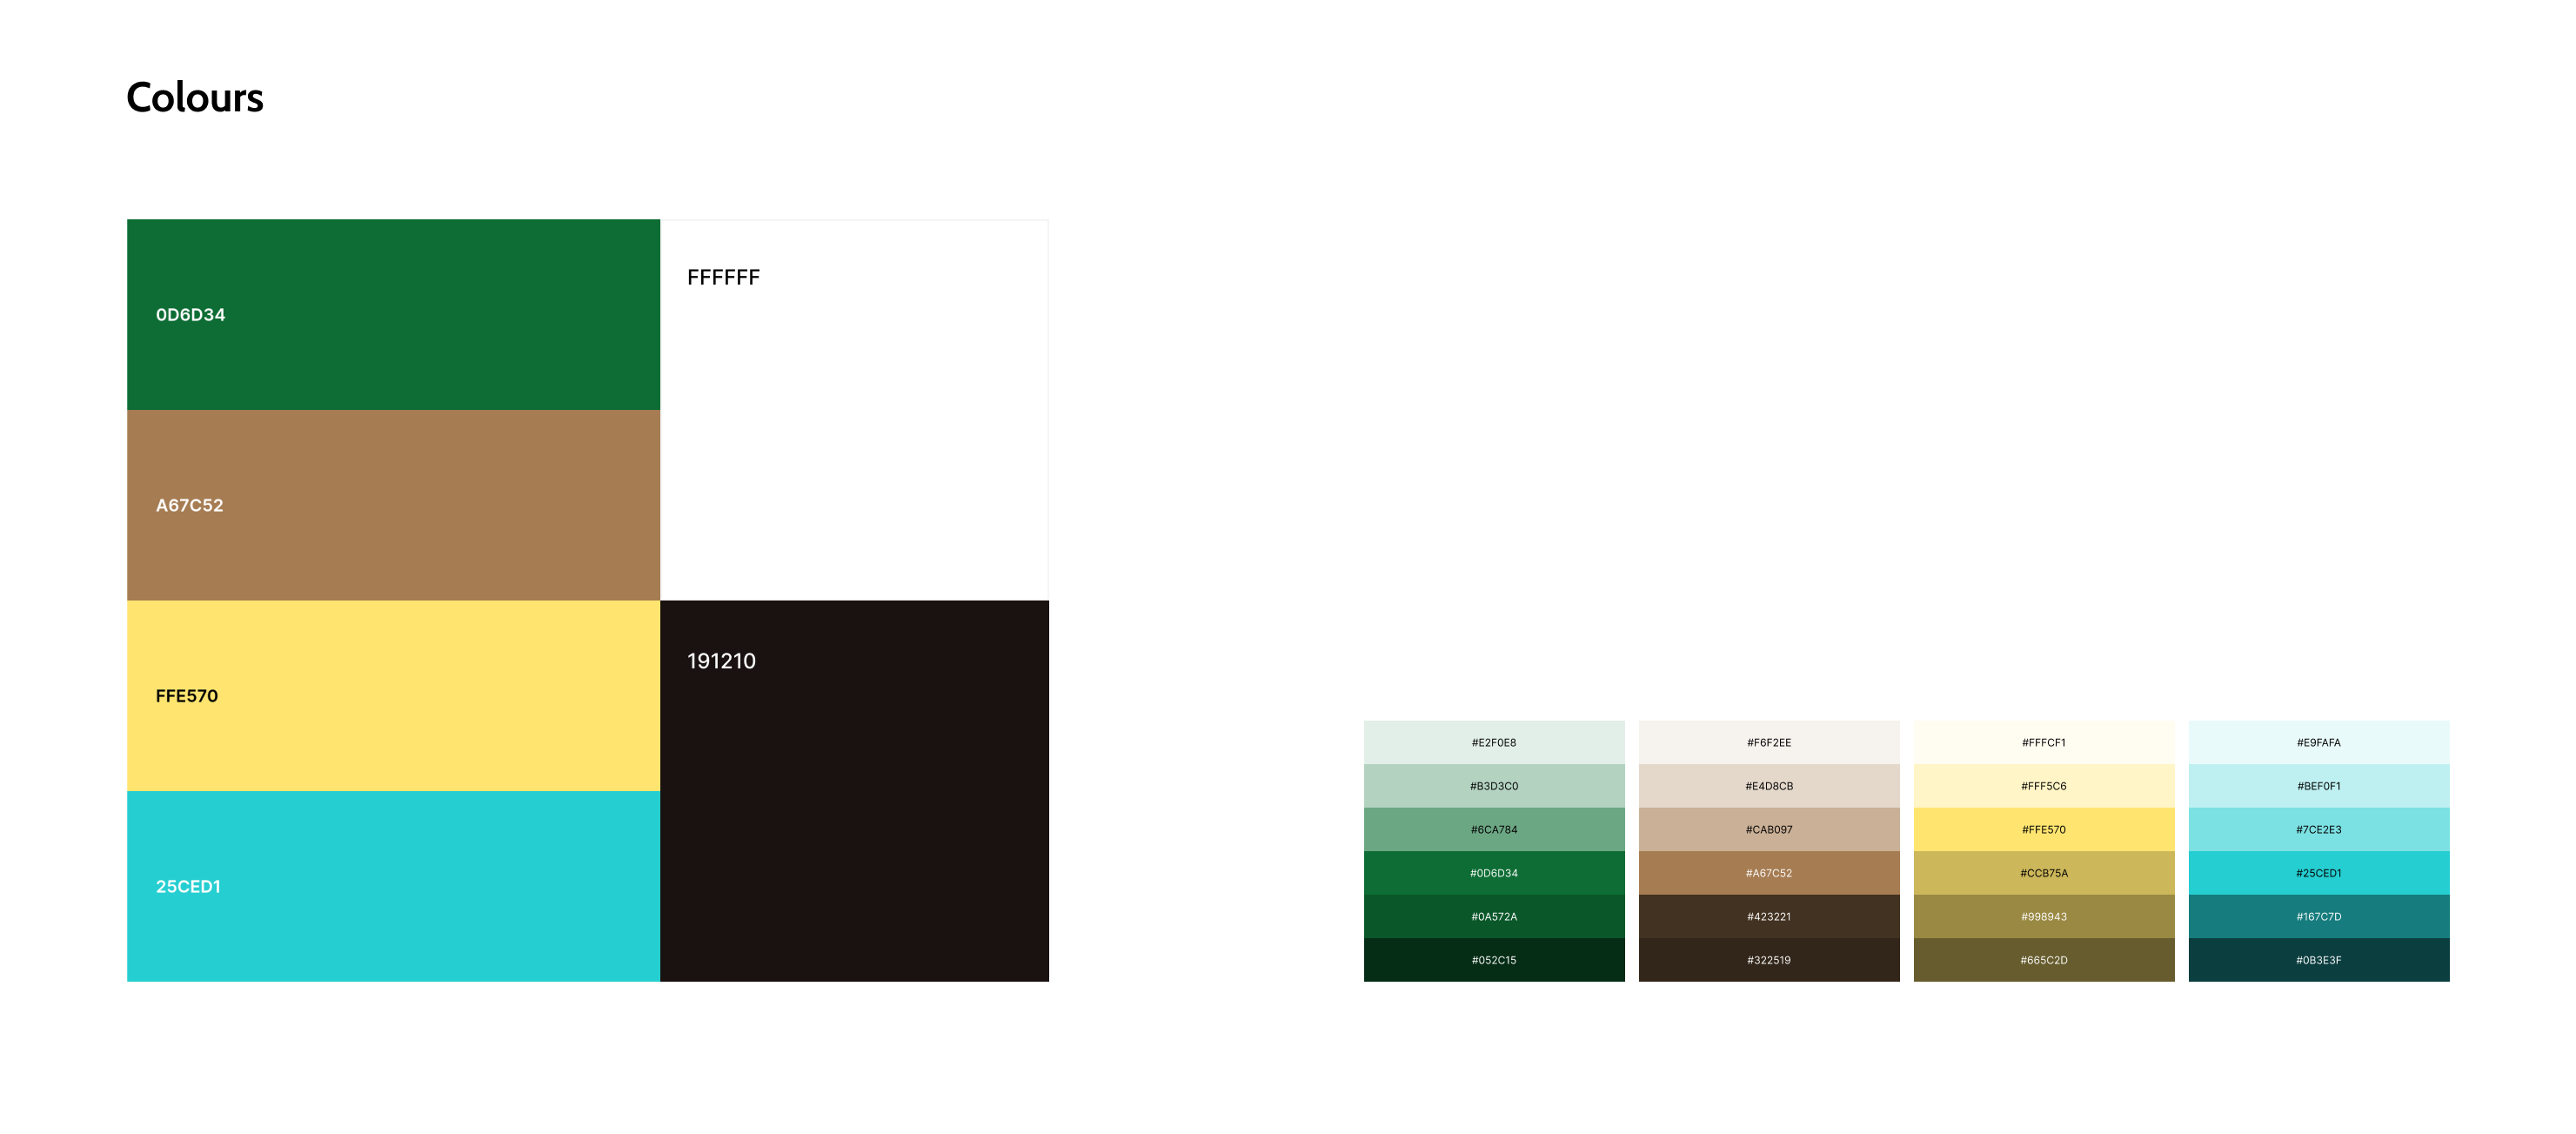 Colours
0D6D34
A67C52
FFE570
25CED1
FFFFFF
191210
#E2F0E8
#B3D3C0
#6CA784
#0D6D34
#0A572A
#052C15
#F6F2EE
#E4D8CB
#CAB097
#A67C52
#423221
#322519
#FFFCF1
#FFF5C6
#FFE570
#CCB75A
#998943
#665C2D
#E9FAFA
#BEF0F1
#7CE2E3
#25CED1
#167C7D
#0B3E3F